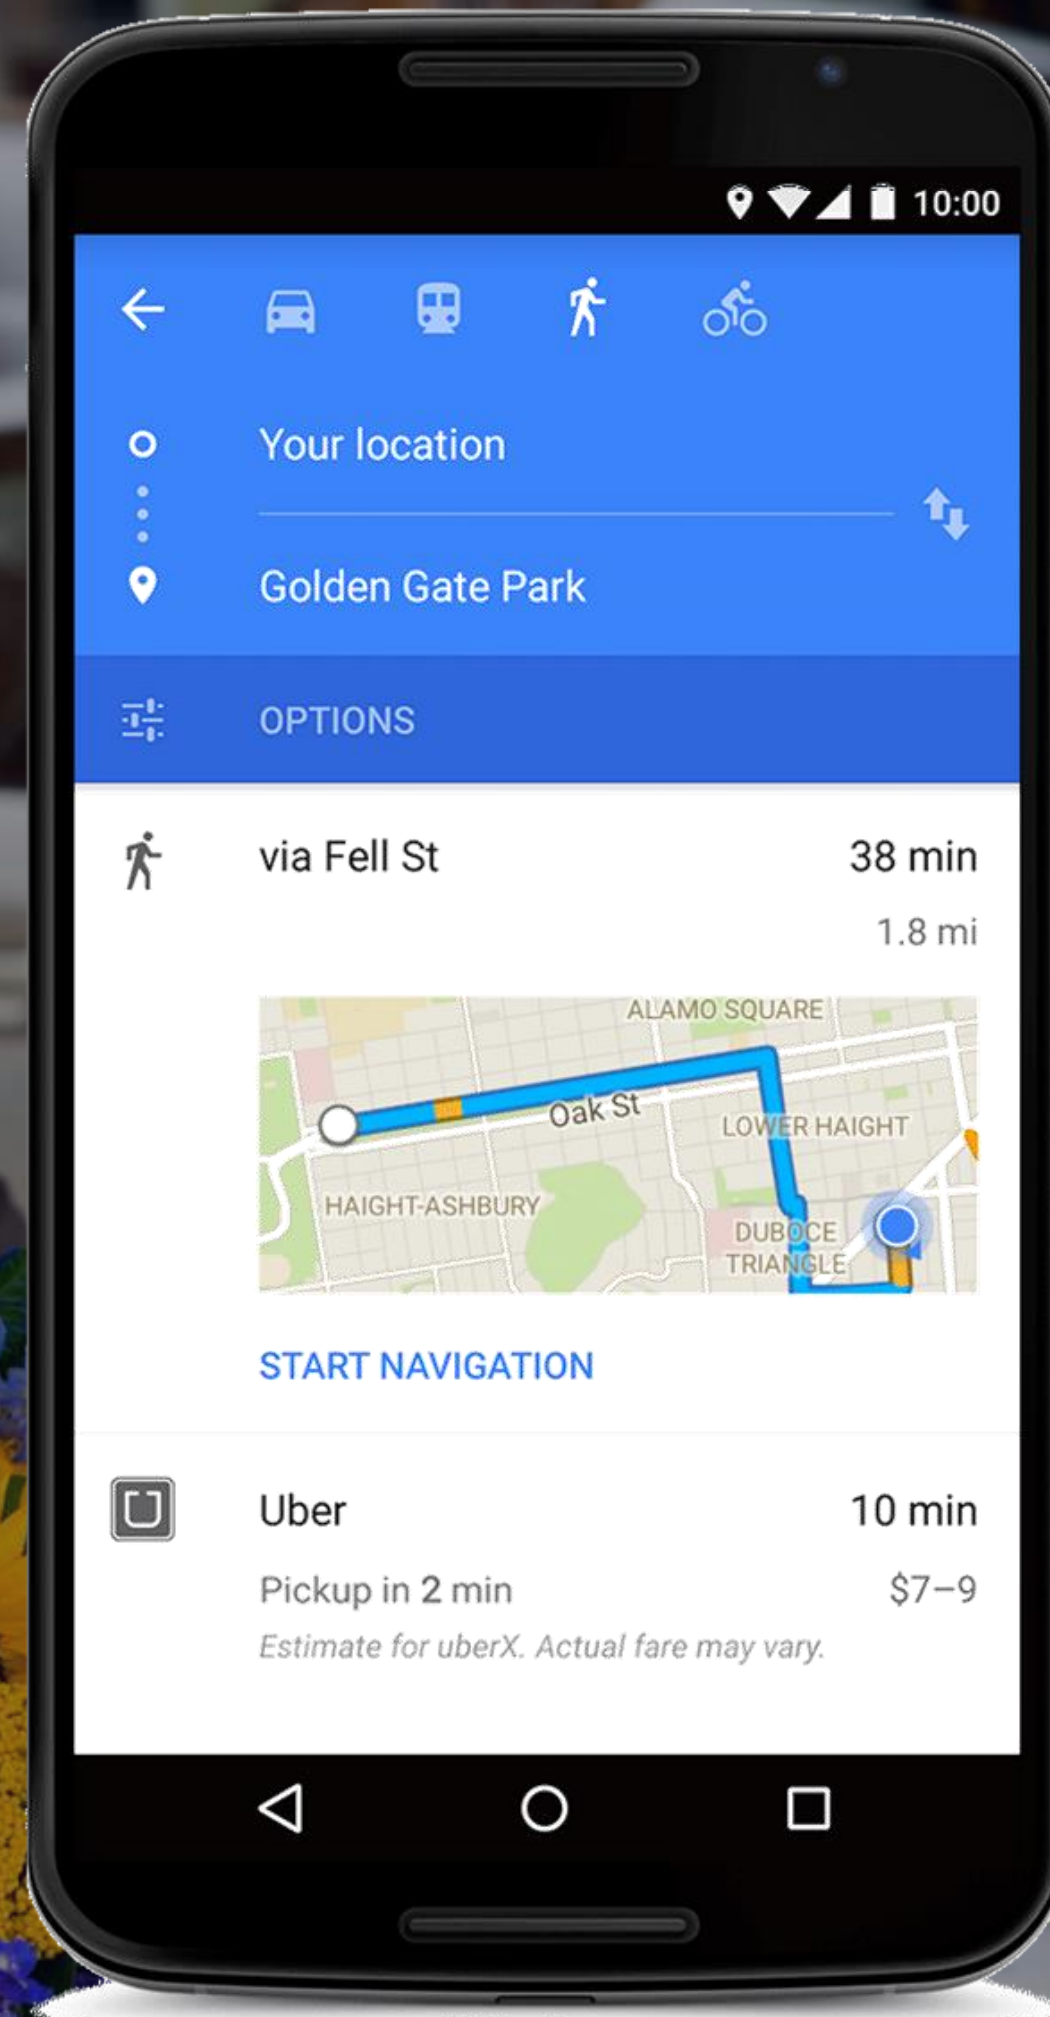 10:00
Your location
Golden Gate Park
OPTIONS
via Fell St
38 min
1.8 mi
ALAMO SQUARE
Oak St
LOWER HAIGHT
HAIGHT-ASHBURY
DUBOCE
TRIANGLE
START NAVIGATION
Uber
10 min
Pickup in 2 min
$7–9
Estimate for uberX. Actual fare may vary.